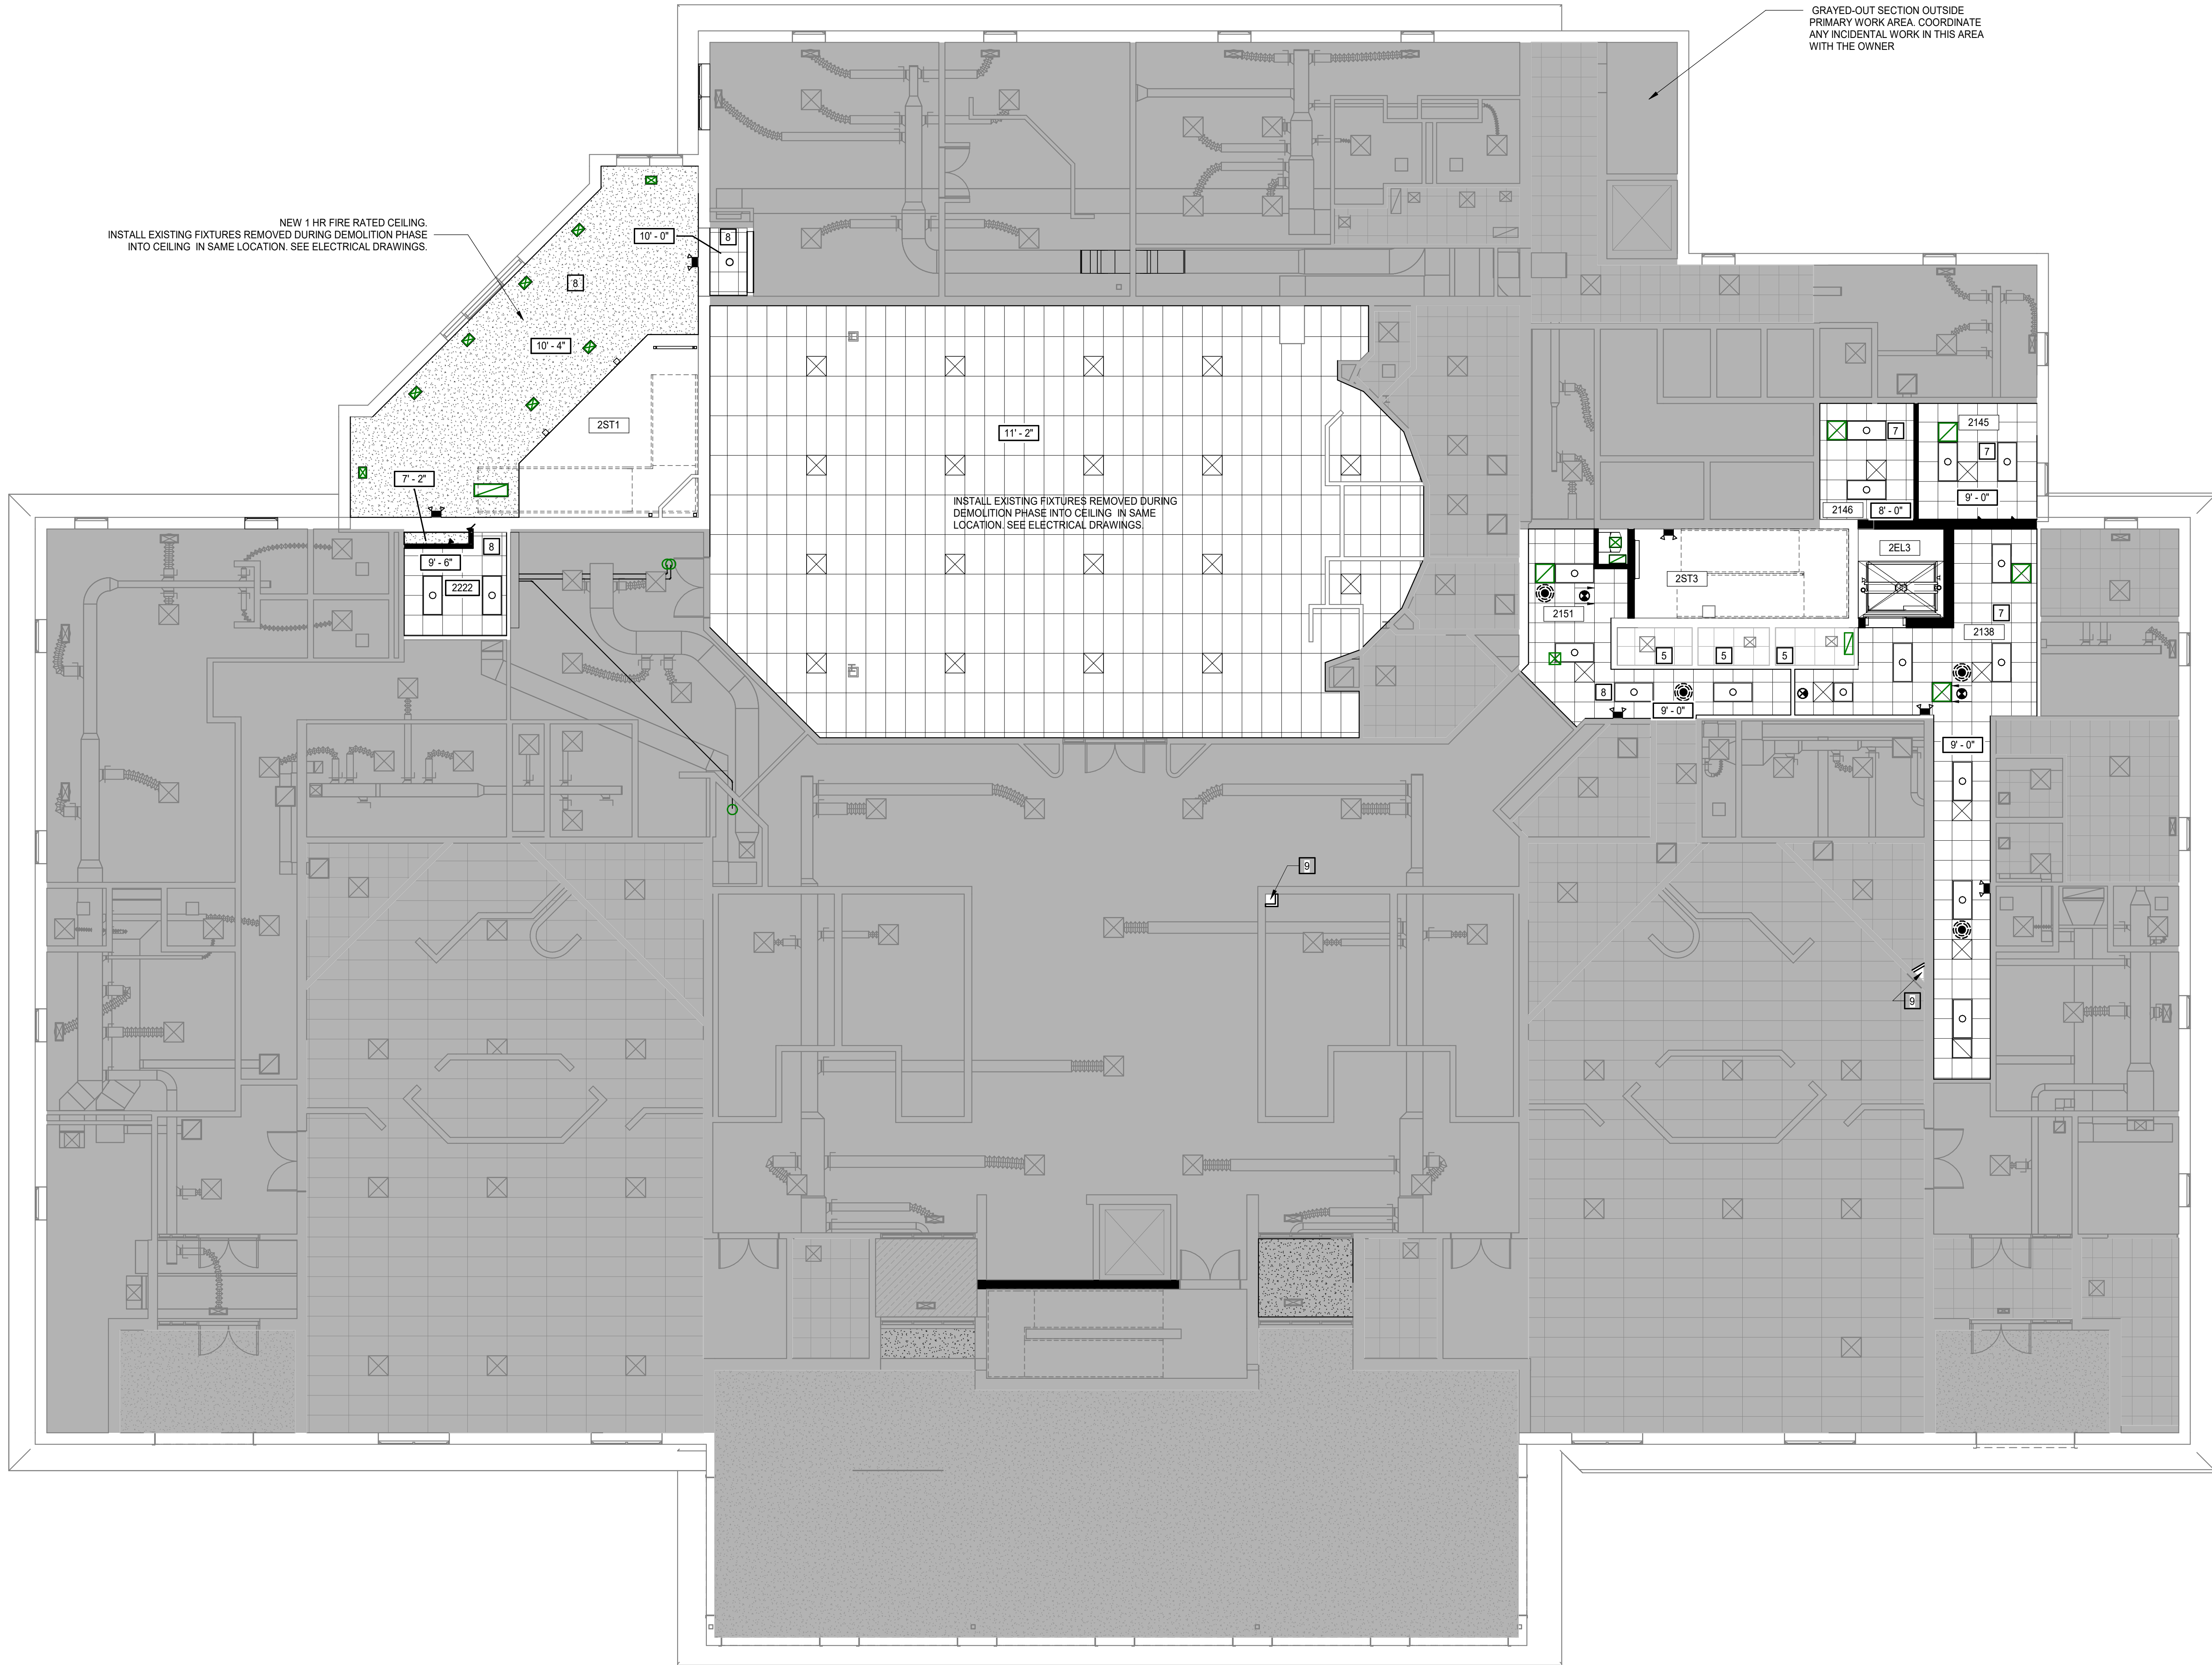 GRAYED-OUT SECTION OUTSIDE
PRIMARY WORK AREA. COORDINATE
ANY INCIDENTAL WORK IN THIS AREA
WITH THE OWNER
NEW 1 HR FIRE RATED CEILING.
INSTALL EXISTING FIXTURES REMOVED DURING DEMOLITION PHASE
INTO CEILING IN SAME LOCATION. SEE ELECTRICAL DRAWINGS.
10' - 0"
8
8
10' - 4"
2ST1
7' - 2"
8
9' - 6"
2222
11' - 2"
INSTALL EXISTING FIXTURES REMOVED DURING
DEMOLITION PHASE INTO CEILING IN SAME
LOCATION. SEE ELECTRICAL DRAWINGS.
7
2146
8' - 0"
2145
7
9' - 0"
2EL3
2ST3
2151
7
2138
5
5
5
8
9' - 0"
9' - 0"
9
9